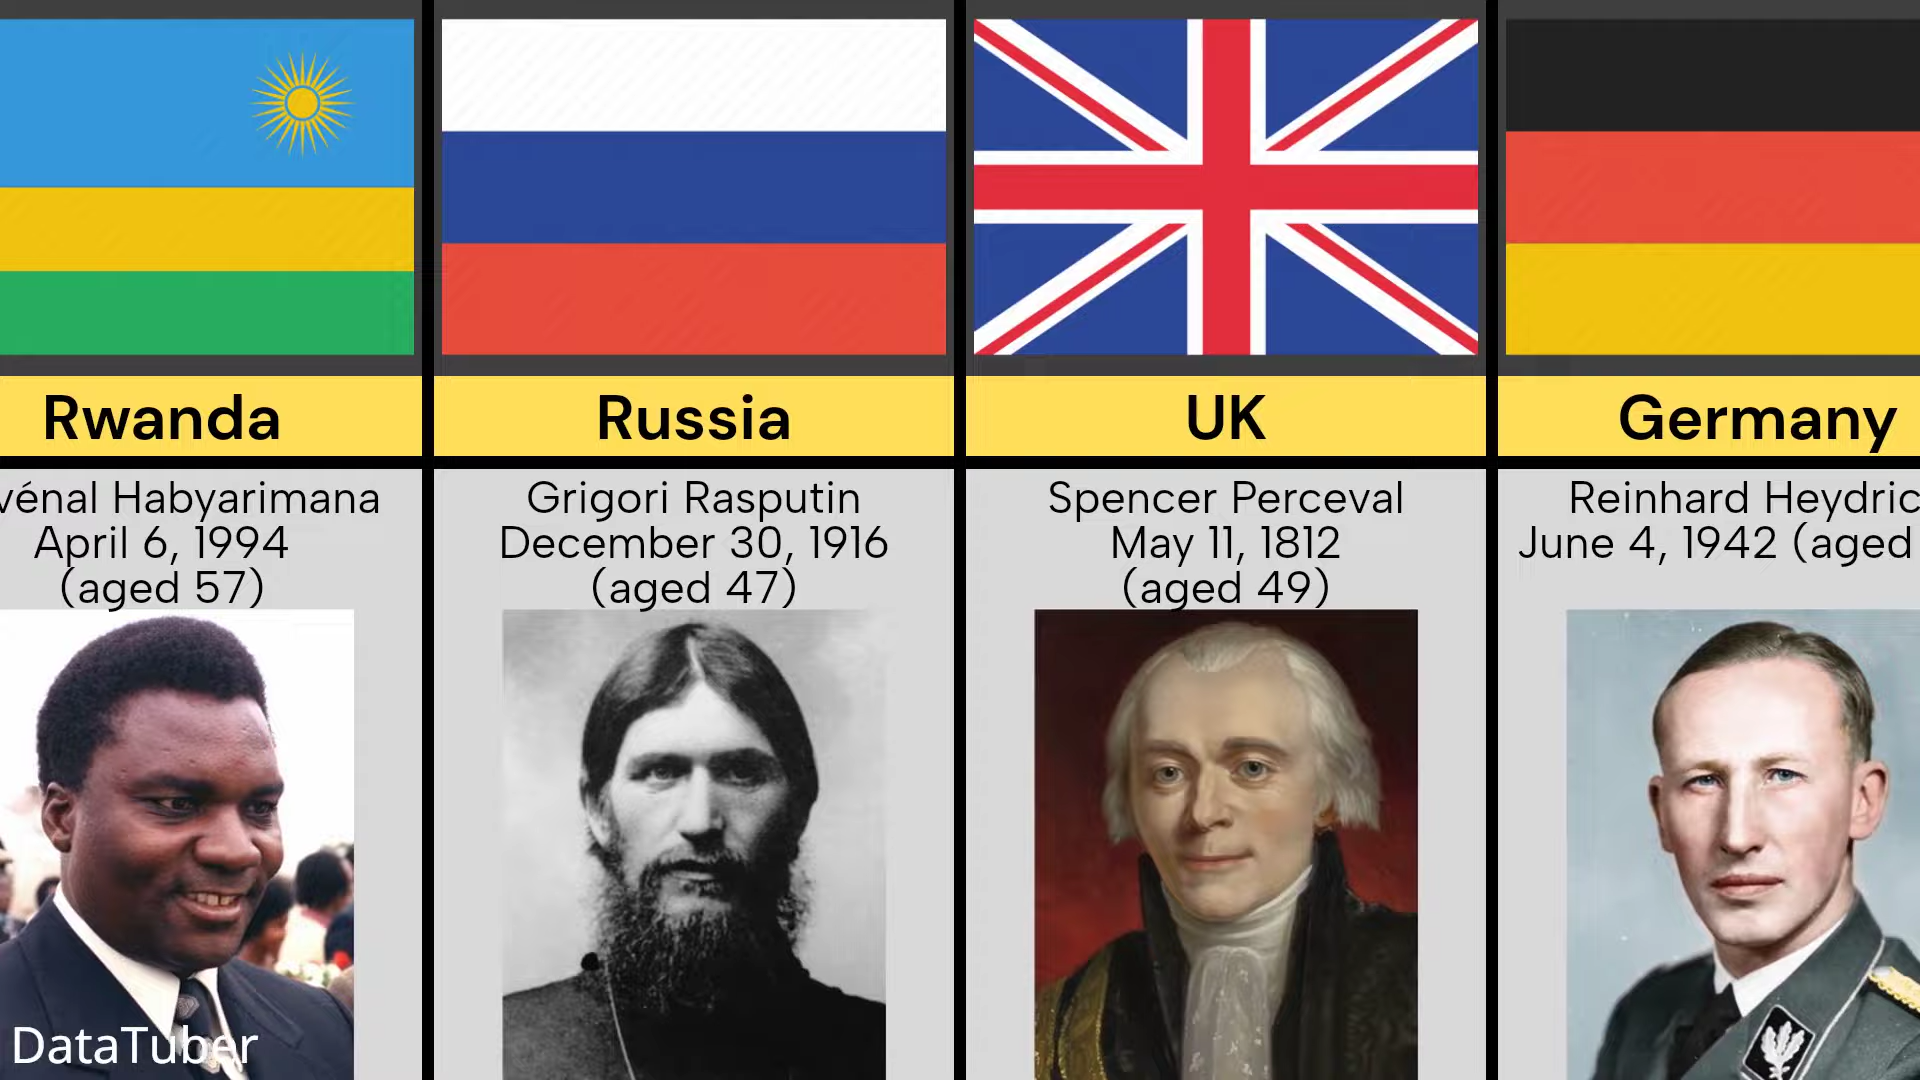 Rwanda
Russia
UK
Germany
vénal Habyarimana
April 6, 1994
(aged 57)
Grigori Rasputin
December 30, 1916
(aged 47)
Spencer Perceval
May 11, 1812
(aged 49)
Reinhard Heydric
June 4, 1942 (aged
DataTuber